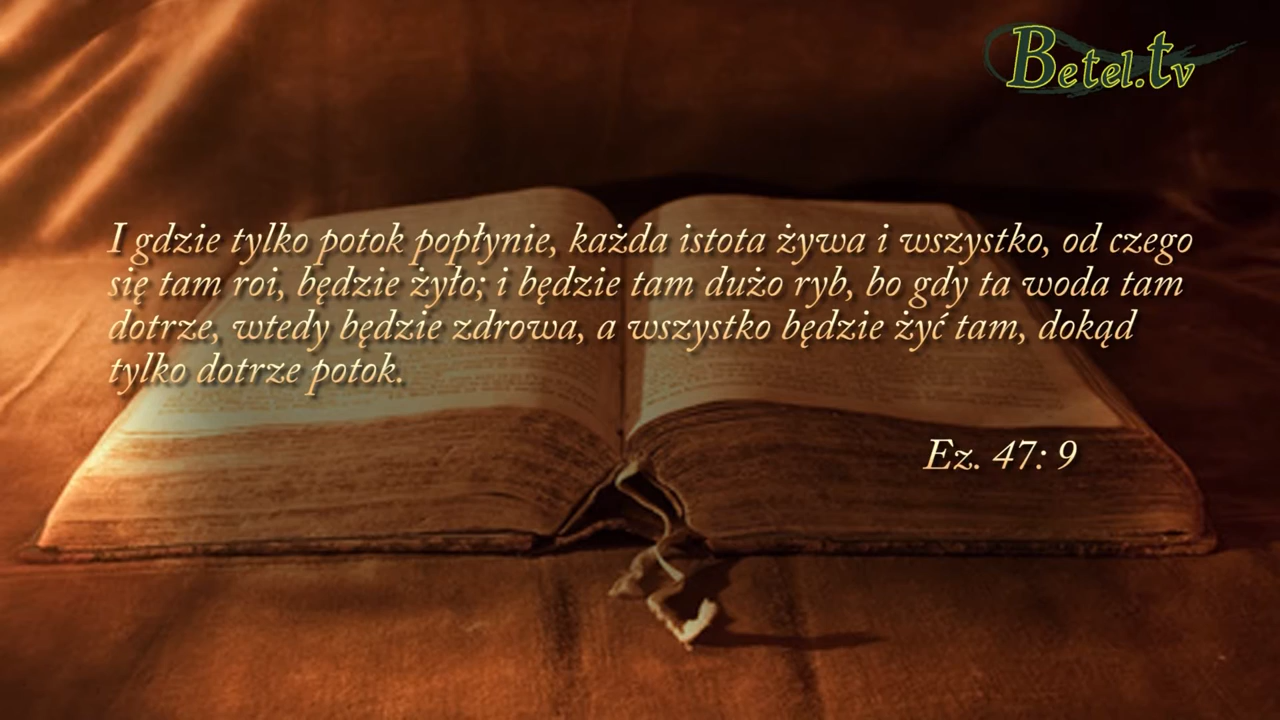 Betel.tv
I gdzie tylko potok popłynie, każda istota żywa i wszystko, od czego
się tam roi, będzie żyło; i będzie tam dużo ryb, bo gdy ta woda tam
dotrze, wtedy będzie zdrowa, a wszystko będzie żyć tam, dokąd
tylko dotrze potok.
Ez. 47: 9